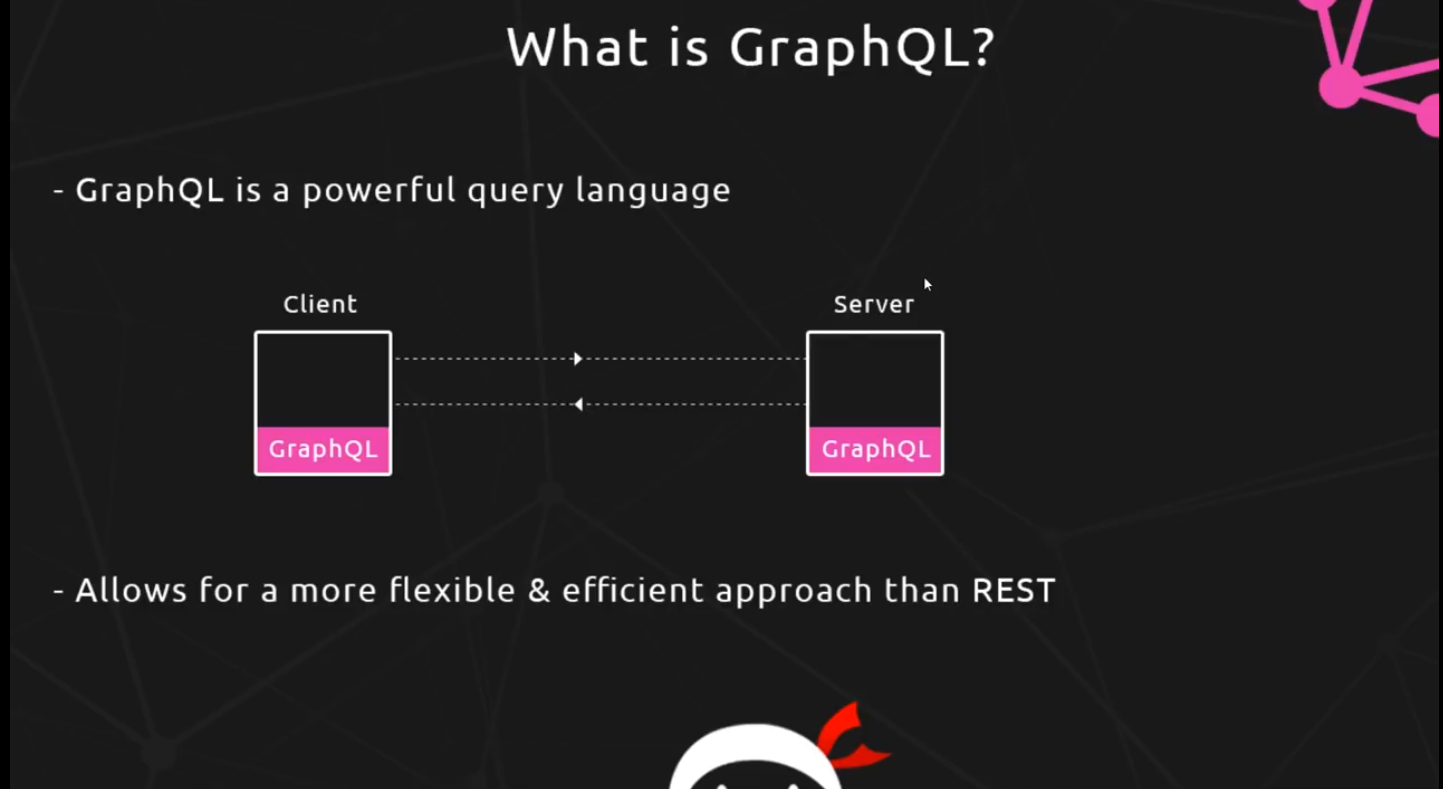 What is GraphQL?
- GraphQL is a powerful query language
Client
Server
GraphQL
GraphQL
- Allows for a more flexible & efficient approach than REST